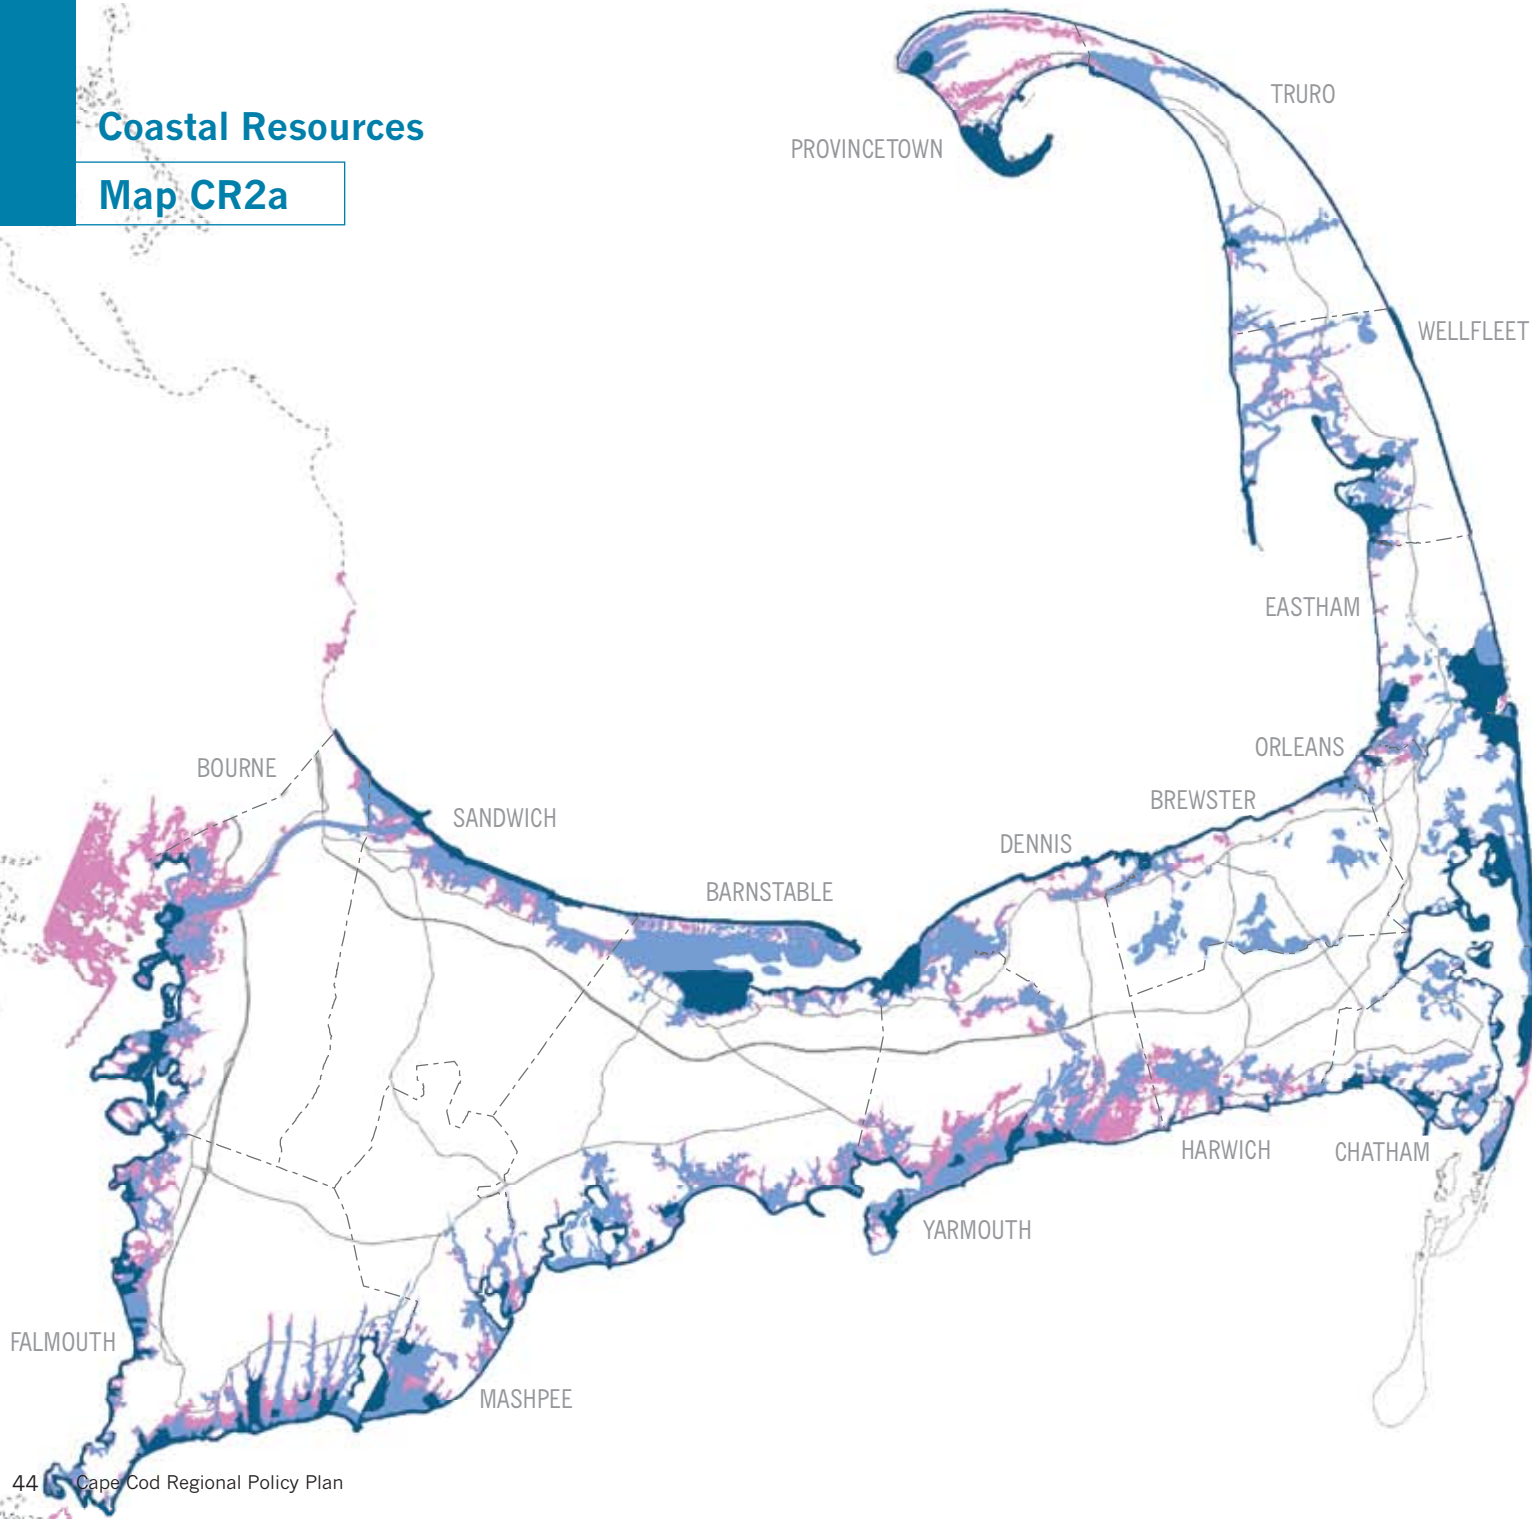 Coastal Resources
Map CR2a
TRURO
PROVINCETOWN
WELLFLEET
EASTHAM
ORLEANS
BOURNE
BREWSTER
SANDWICH
DENNIS
BARNSTABLE
HARWICH
CHATHAM
YARMOUTH
FALMOUTH
MASHPEE
44 Cape Cod Regional Policy Plan